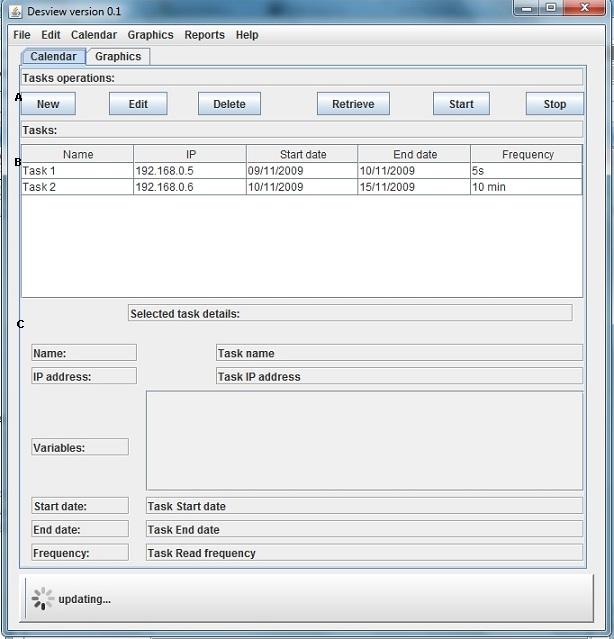 Desview version 0.1
File Edit Calendar Graphics Reports Help
Calendar Graphics
Tasks operations:
A New Edit Delete Retrieve Start Stop
Tasks:
Name IP Start date End date Frequency
B Task 1 192.168.0.5 09/11/2009 10/11/2009 5s
Task 2 192.168.0.6 10/11/2009 15/11/2009 10 min
Selected task details:
C
Name: Task name
IP address: Task IP address
Variables:
Start date: Task Start date
End date: Task End date
Frequency: Task Read frequency
updating...